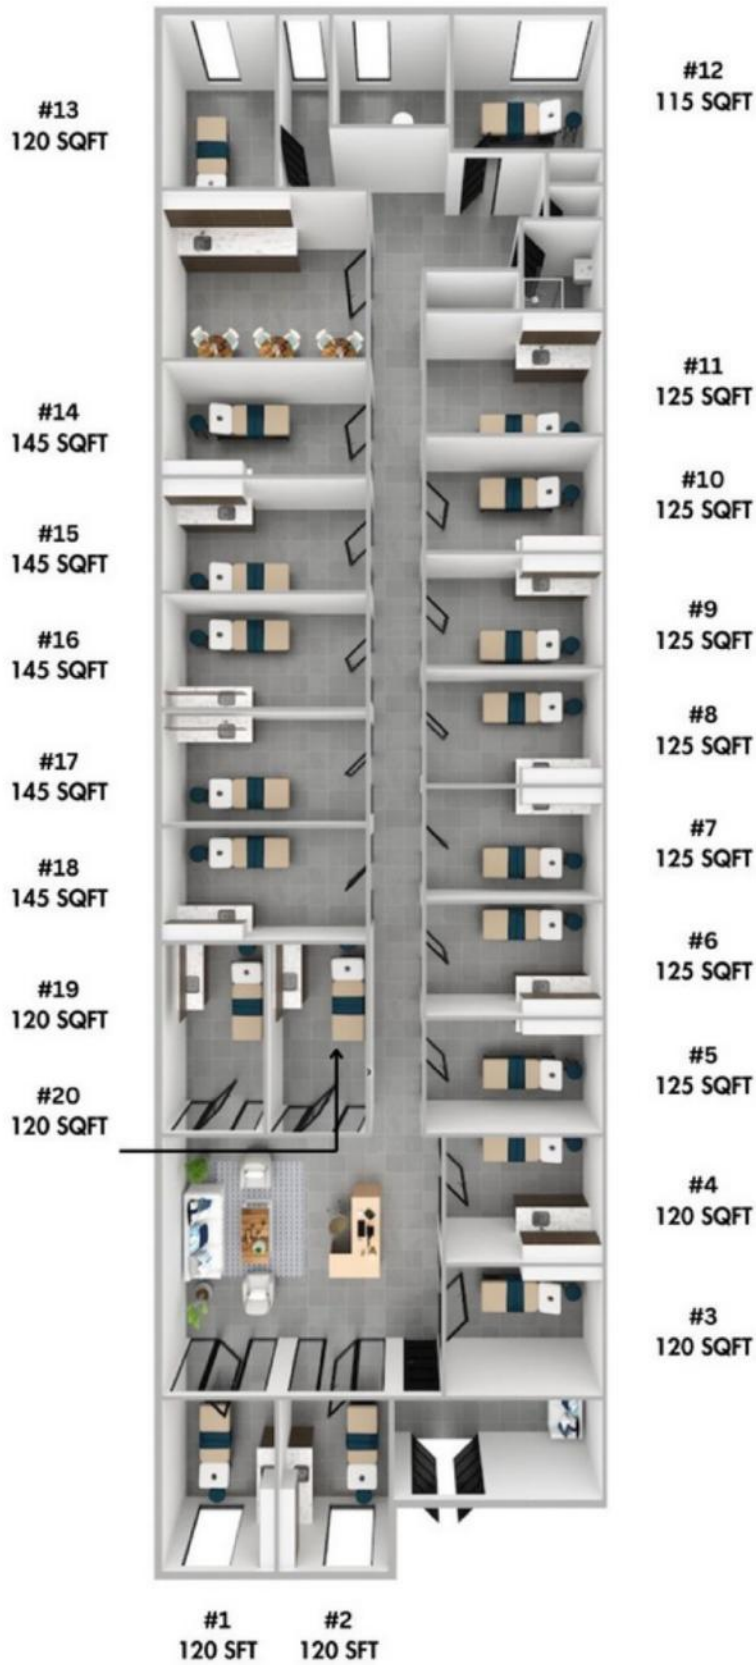 #13
120 SQFT
#12
115 SQFT
#14
145 SQFT
#11
125 SQFT
#15
145 SQFT
#10
125 SQFT
#16
145 SQFT
#9
125 SQFT
#17
145 SQFT
#8
125 SQFT
#18
145 SQFT
#7
125 SQFT
#19
120 SQFT
#6
125 SQFT
#20
120 SQFT
#5
125 SQFT
#4
120 SQFT
#3
120 SQFT
#1
120 SFT
#2
120 SFT